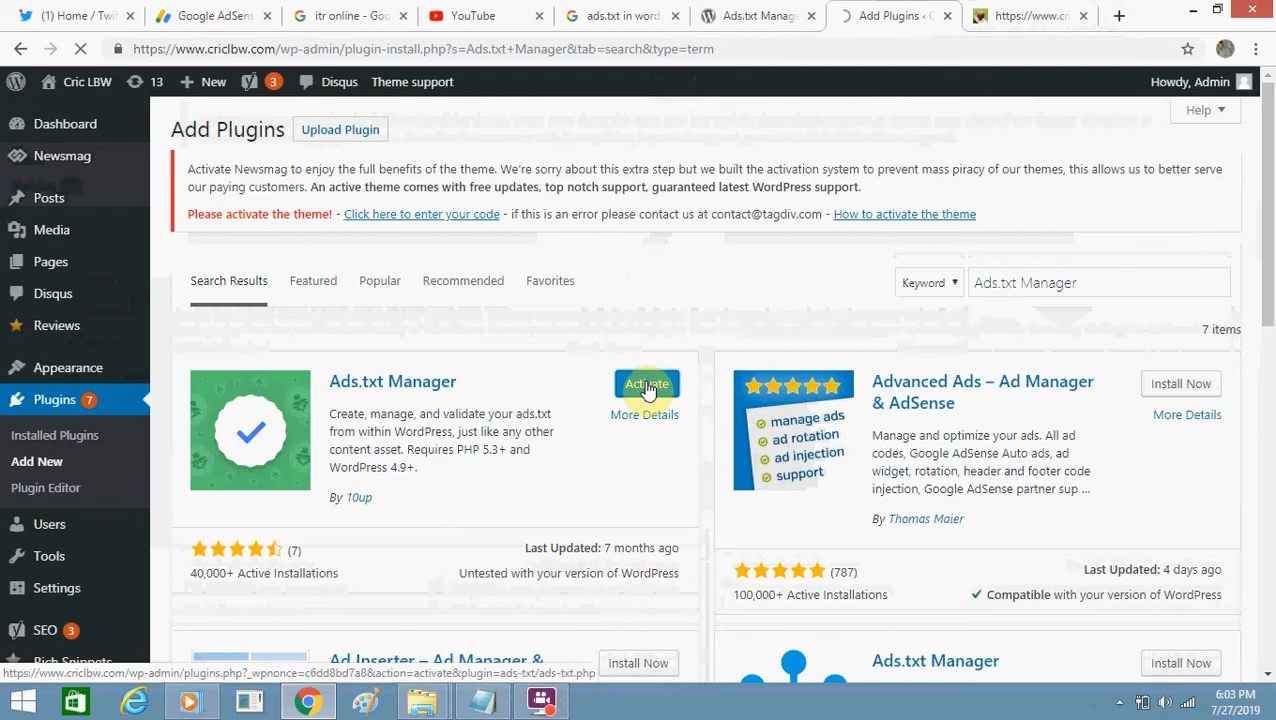 (1) Home / Twit
Google AdSens
itr online - Goo
YouTube
ads.txt in word
Ads.txt Manage
Add Plugins ‹ C
https://www.cr
https://www.criclbw.com/wp-admin/plugin-install.php?s=Ads.txt+Manager&tab=search&type=term
Cric LBW
13
New
3
Disqus
Theme support
Howdy, Admin
Dashboard
Newsmag
Posts
Media
Pages
Disqus
Reviews
Appearance
Plugins 7
Installed Plugins
Add New
Plugin Editor
Users
Tools
Settings
SEO 3
Rich Snippets
Help
Add Plugins
Upload Plugin
Activate Newsmag to enjoy the full benefits of the theme. We're sorry about this extra step but we built the activation system to prevent mass piracy of our themes, this allows us to better serve
our paying customers. An active theme comes with free updates, top notch support, guaranteed latest WordPress support.
Please activate the theme! - Click here to enter your code - if this is an error please contact us at contact@tagdiv.com - How to activate the theme
Search Results
Featured
Popular
Recommended
Favorites
Keyword
Ads.txt Manager
7 items
Ads.txt Manager
Activate
More Details
Create, manage, and validate your ads.txt
from within WordPress, just like any other
content asset. Requires PHP 5.3+ and
WordPress 4.9+.
By 10up
(7)
40,000+ Active Installations
Last Updated: 7 months ago
Untested with your version of WordPress
manage ads
ad rotation
ad injection
support
Advanced Ads – Ad Manager
& AdSense
Install Now
More Details
Manage and optimize your ads. All ad
codes, Google AdSense Auto ads, ad
widget, rotation, header and footer code
injection, Google AdSense partner sup ...
By Thomas Maier
(787)
100,000+ Active Installations
Last Updated: 4 days ago
Compatible with your version of WordPress
Ad Inserter – Ad Manager &
Install Now
Ads.txt Manager
Install Now
https://www.criclbw.com/wp-admin/plugins.php?_wpnonce=c6dd8bd7a8&action=activate&plugin=ads-txt/ads-txt.php
6:03 PM
7/27/2019